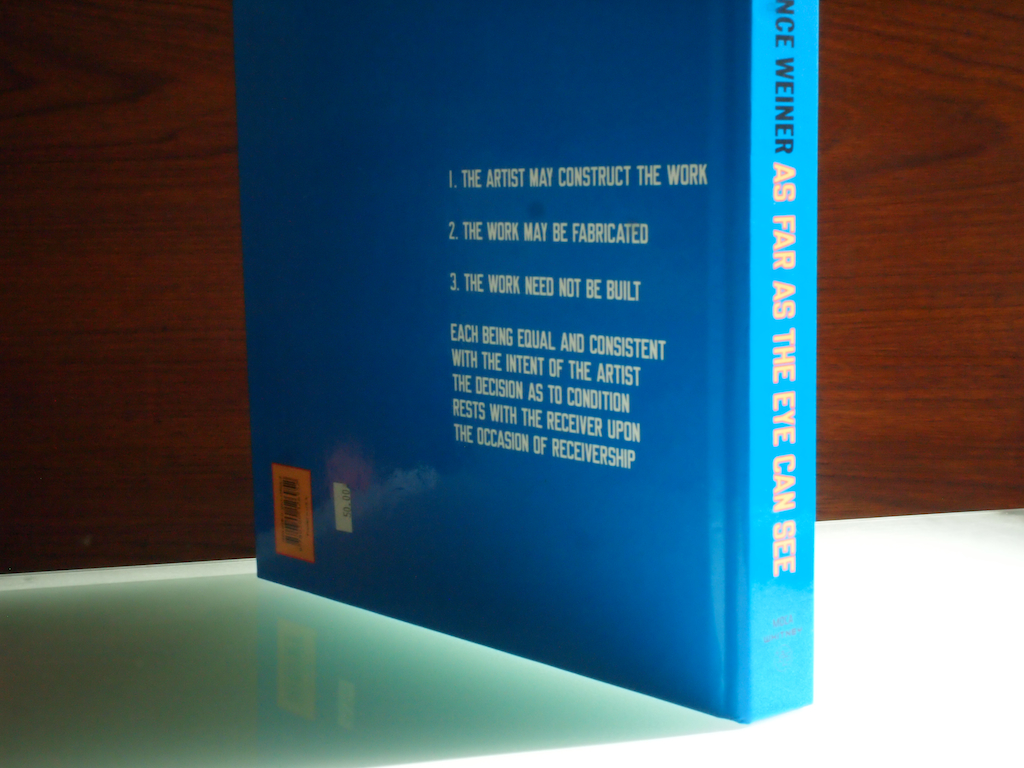 1. THE ARTIST MAY CONSTRUCT THE WORK
2. THE WORK MAY BE FABRICATED
3. THE WORK NEED NOT BE BUILT
EACH BEING EQUAL AND CONSISTENT
WITH THE INTENT OF THE ARTIST
THE DECISION AS TO CONDITION
RESTS WITH THE RECEIVER UPON
THE OCCASION OF RECEIVERSHIP
50.00
NCE WEINER AS FAR AS THE EYE CAN SEE